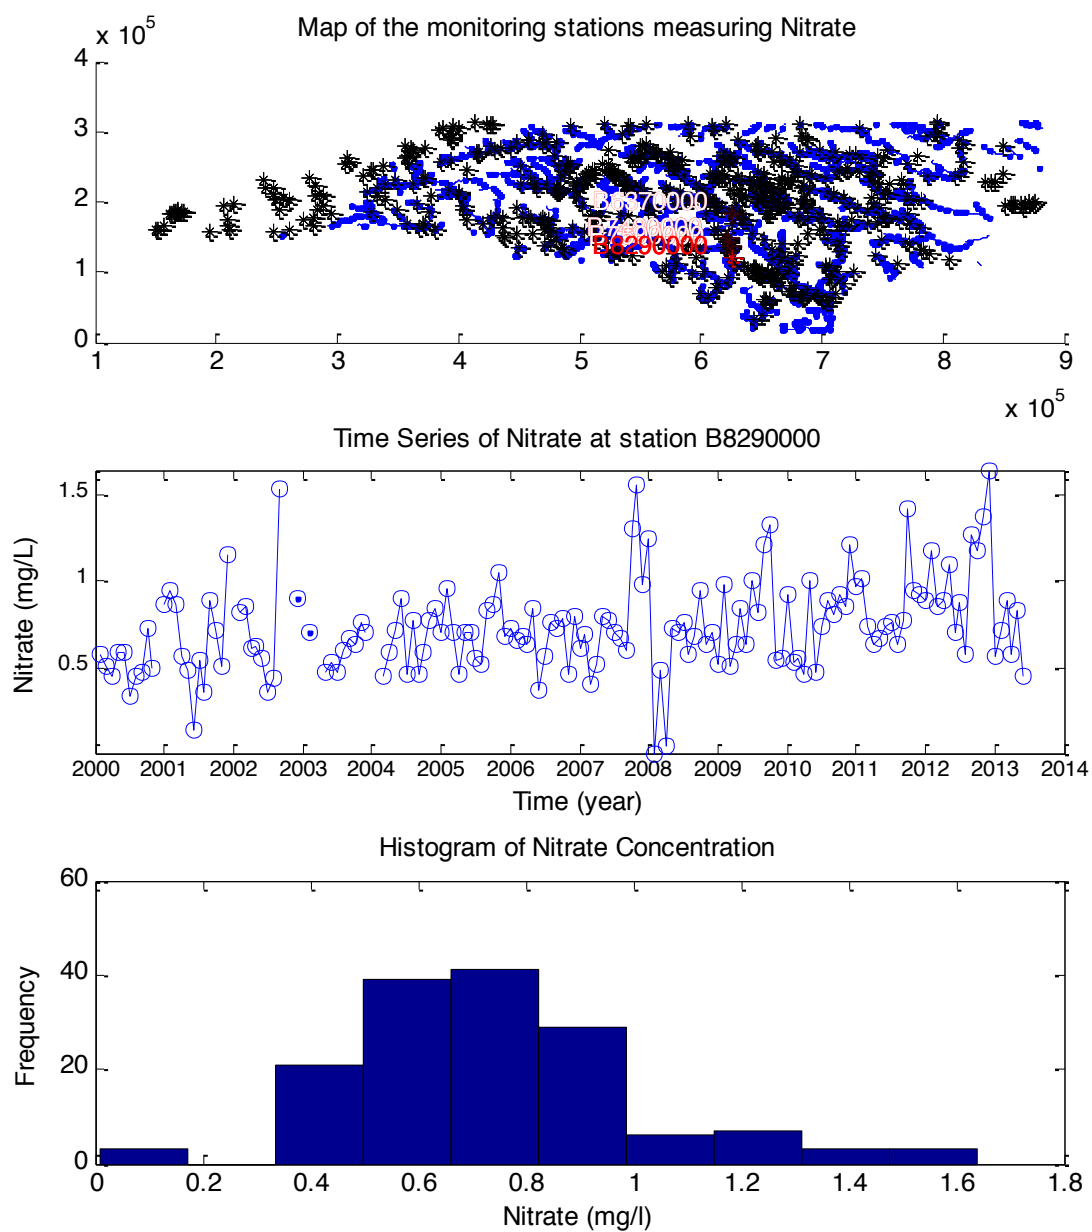 Map of the monitoring stations measuring Nitrate
x 10^5
4
3
2
1
0
B8290000
1 2 3 4 5 6 7 8 9
x 10^5
Time Series of Nitrate at station B8290000
Nitrate (mg/L)
1.5
1
0.5
2000 2001 2002 2003 2004 2005 2006 2007 2008 2009 2010 2011 2012 2013 2014
Time (year)
Histogram of Nitrate Concentration
Frequency
60
40
20
0
0 0.2 0.4 0.6 0.8 1 1.2 1.4 1.6 1.8
Nitrate (mg/l)